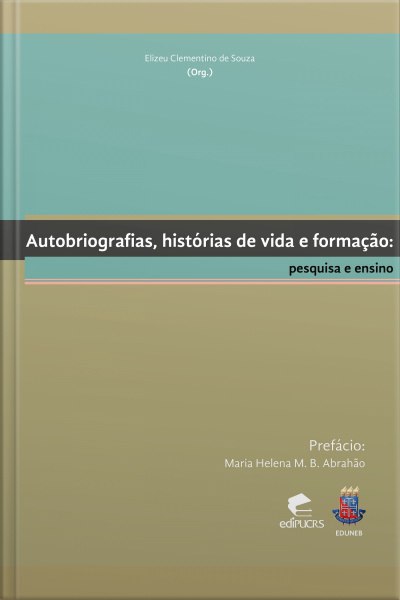 Elizeu Clementino de Souza
(Org.)
Autobriografias, histórias de vida e formação:
pesquisa e ensino
Prefácio:
Maria Helena M. B. Abrahão
edipucrs
EDUNEB